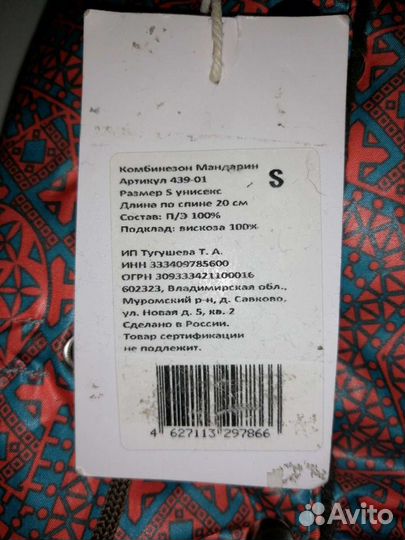 Комбинезон Мандарин
Артикул 439-01
Размер S унисекс
S
Длина по спине 20 см
Состав: П/Э 100%
Подклад: вискоза 100%
ИП Тугушева Т. А.
ИНН 333409785600
ОГРН 309333421100016
602323, Владимирская обл.,
Муромский р-н, д. Савково,
ул. Новая д. 5, кв. 2
Сделано в России.
Товар сертификации
не подлежит.
4 627113 297866
Avito